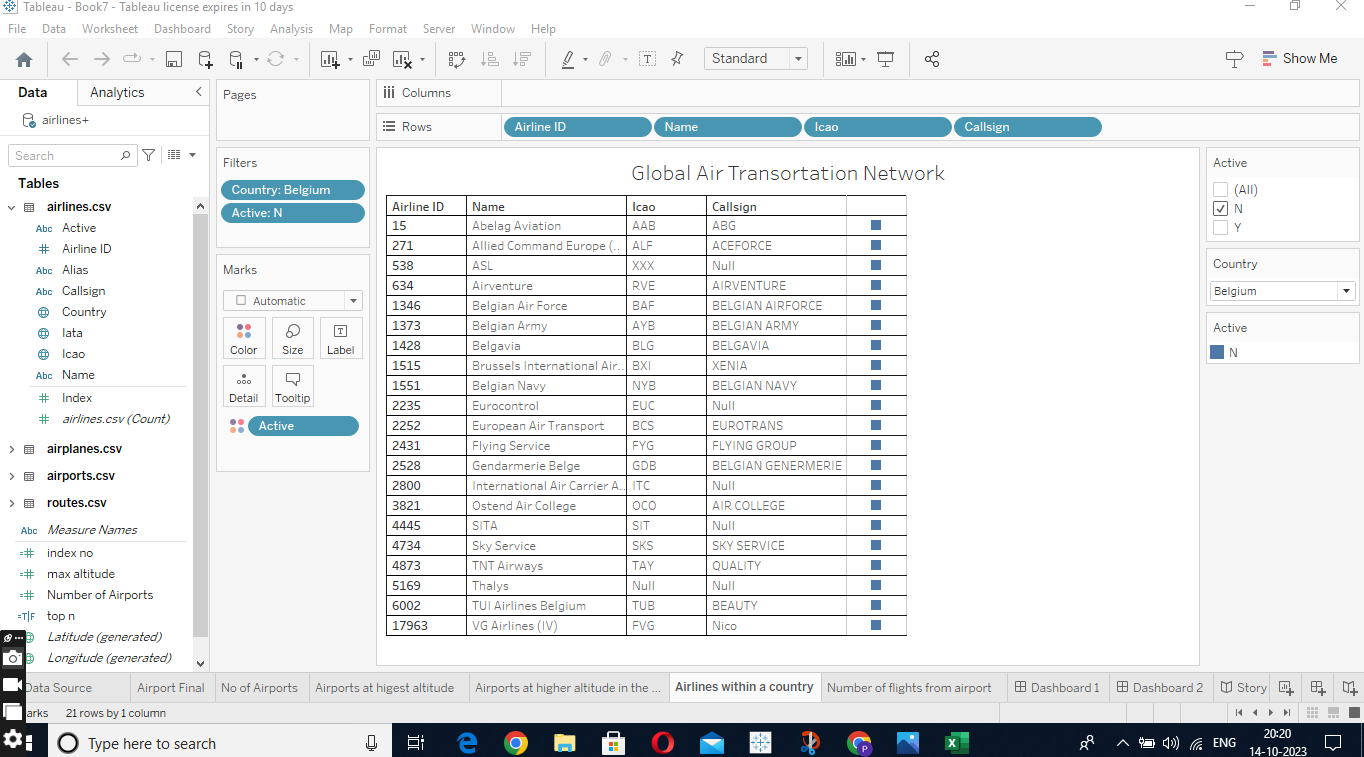 Tableau - Book7 - Tableau license expires in 10 days
File Data Worksheet Dashboard Story Analysis Map Format Server Window Help
Standard
Show Me
Data Analytics
airlines+
Search
Tables
airlines.csv
Abc Active
Airline ID
Abc Alias
Abc Callsign
Country
Iata
Icao
Abc Name
Index
airlines.csv (Count)
airplanes.csv
airports.csv
routes.csv
Abc Measure Names
index no
max altitude
Number of Airports
=T|F top n
Latitude (generated)
Longitude (generated)
Pages
Filters
Country: Belgium
Active: N
Marks
Automatic
Color Size Label
Detail Tooltip
Active
Columns
Rows Airline ID Name Icao Callsign
Global Air Transortation Network
Airline ID Name Icao Callsign
15 Abelag Aviation AAB ABG
271 Allied Command Europe (.. ALF ACEFORCE
538 ASL XXX Null
634 Airventure RVE AIRVENTURE
1346 Belgian Air Force BAF BELGIAN AIRFORCE
1373 Belgian Army AYB BELGIAN ARMY
1428 Belgavia BLG BELGAVIA
1515 Brussels International Air.. BXI XENIA
1551 Belgian Navy NYB BELGIAN NAVY
2235 Eurocontrol EUC Null
2252 European Air Transport BCS EUROTRANS
2431 Flying Service FYG FLYING GROUP
2528 Gendarmerie Belge GDB BELGIAN GENERMERIE
2800 International Air Carrier A.. ITC Null
3821 Ostend Air College OCO AIR COLLEGE
4445 SITA SIT Null
4734 Sky Service SKS SKY SERVICE
4873 TNT Airways TAY QUALITY
5169 Thalys Null Null
6002 TUI Airlines Belgium TUB BEAUTY
17963 VG Airlines (IV) FVG Nico
Active
(All)
N
Y
Country
Belgium
Active
N
Data Source Airport Final No of Airports Airports at higest altitude Airports at higher altitude in the ... Airlines within a country Number of flights from airport Dashboard 1 Dashboard 2 Story
arks 21 rows by 1 column
Type here to search
ENG
20:20
14-10-2023